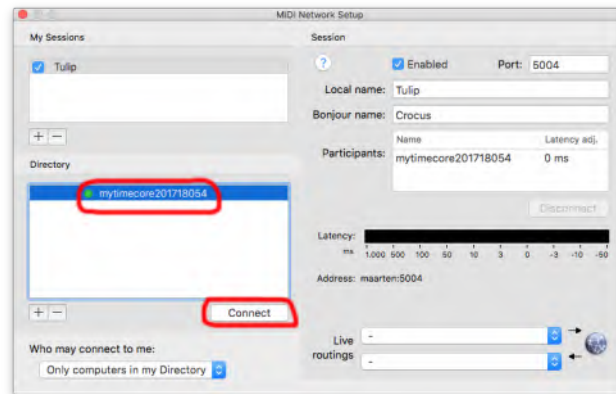 MIDI Network Setup
My Sessions
Tulip
+ −
Directory
mytimecore201718054
+ −
Connect
Who may connect to me:
Only computers in my Directory
Session
?
Enabled
Port: 5004
Local name: Tulip
Bonjour name: Crocus
Participants:
Name Latency adj.
mytimecore201718054 0 ms
Disconnect
Latency:
ms 1.000 500 100 50 10 3 0 -3 -10 -50
Address: maarten:5004
Live routings
-
-